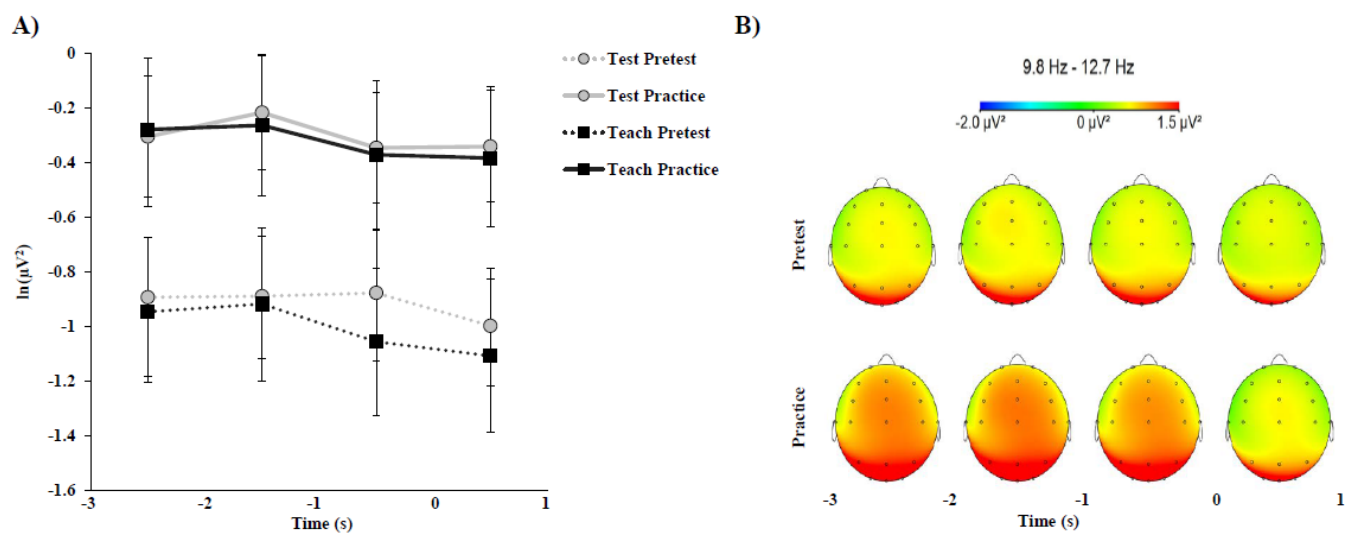 A)
0
-0.2
-0.4
-0.6
-0.8
-1
-1.2
-1.4
-1.6
ln(µV²)
-3 -2 -1 0 1
Time (s)
Test Pretest
Test Practice
Teach Pretest
Teach Practice
B)
9.8 Hz - 12.7 Hz
-2.0 µV² 0 µV² 1.5 µV²
Pretest
Practice
-3 -2 -1 0 1
Time (s)